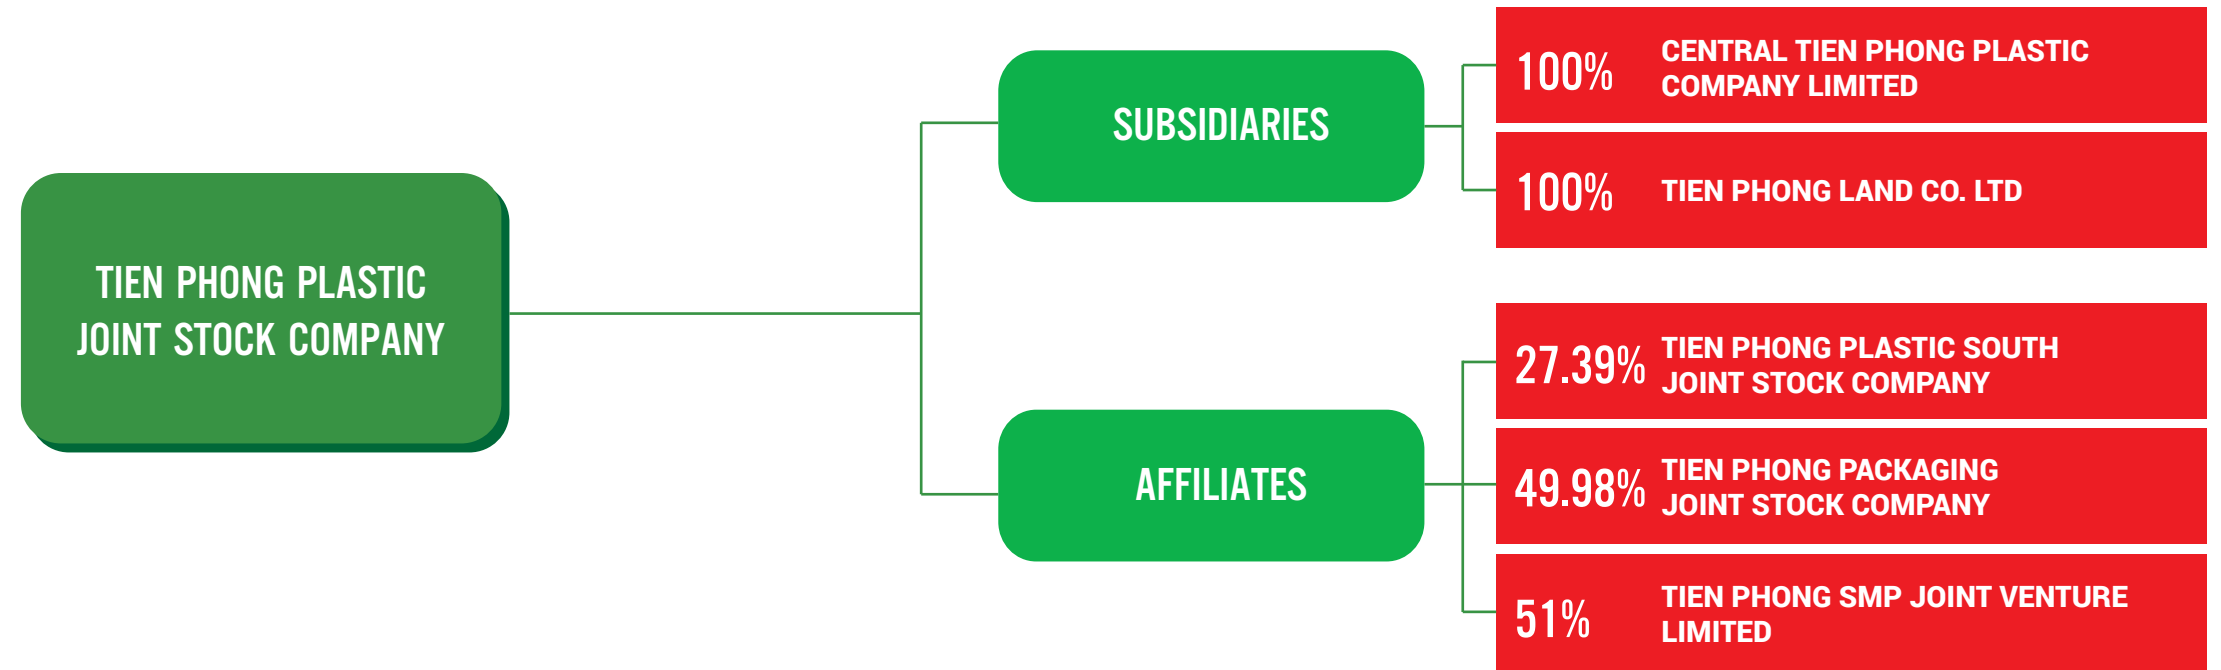 TIEN PHONG PLASTIC
JOINT STOCK COMPANY
SUBSIDIARIES
100%
CENTRAL TIEN PHONG PLASTIC
COMPANY LIMITED
100%
TIEN PHONG LAND CO. LTD
AFFILIATES
27.39%
TIEN PHONG PLASTIC SOUTH
JOINT STOCK COMPANY
49.98%
TIEN PHONG PACKAGING
JOINT STOCK COMPANY
51%
TIEN PHONG SMP JOINT VENTURE
LIMITED